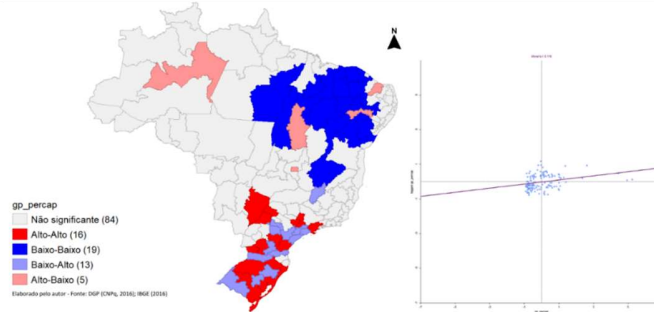 N
gp_percap
Não significante (84)
Alto-Alto (16)
Baixo-Baixo (19)
Baixo-Alto (13)
Alto-Baixo (5)
Elaborado pelo autor - Fonte: DGP (CNPq, 2016); IBGE (2016)